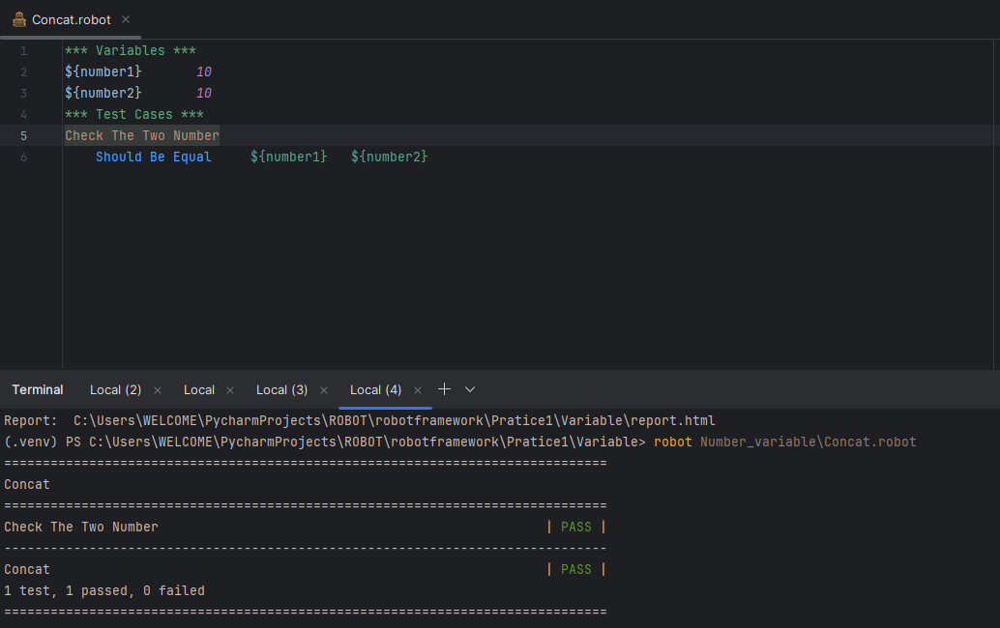 Concat.robot
1 *** Variables ***
2 ${number1}       10
3 ${number2}       10
4 *** Test Cases ***
5 Check The Two Number
6     Should Be Equal     ${number1}   ${number2}
Terminal Local (2) Local Local (3) Local (4)
Report:  C:\Users\WELCOME\PycharmProjects\ROBOT\robotframework\Pratice1\Variable\report.html
(.venv) PS C:\Users\WELCOME\PycharmProjects\ROBOT\robotframework\Pratice1\Variable> robot Number_variable\Concat.robot
==============================================================================
Concat
==============================================================================
Check The Two Number                                                  | PASS |
------------------------------------------------------------------------------
Concat                                                                | PASS |
1 test, 1 passed, 0 failed
==============================================================================